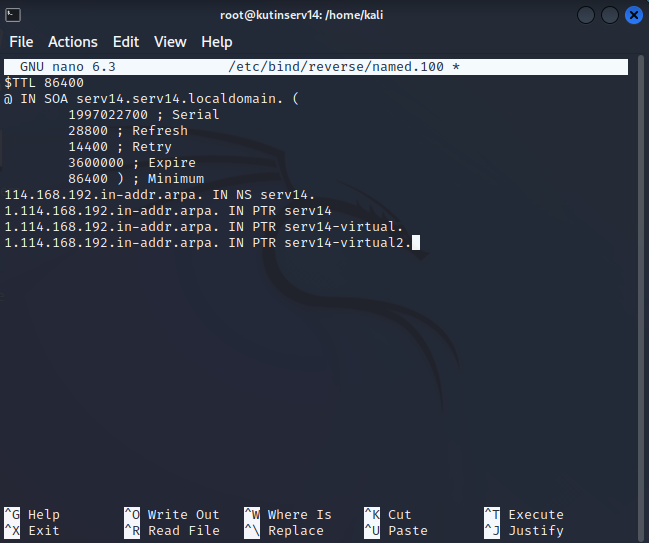 root@kutinserv14: /home/kali
File Actions Edit View Help
GNU nano 6.3 /etc/bind/reverse/named.100 *
$TTL 86400
@ IN SOA serv14.serv14.localdomain. (
1997022700 ; Serial
28800 ; Refresh
14400 ; Retry
3600000 ; Expire
86400 ) ; Minimum
114.168.192.in-addr.arpa. IN NS serv14.
1.114.168.192.in-addr.arpa. IN PTR serv14
1.114.168.192.in-addr.arpa. IN PTR serv14-virtual.
1.114.168.192.in-addr.arpa. IN PTR serv14-virtual2.
^G Help ^O Write Out ^W Where Is ^K Cut ^T Execute
^X Exit ^R Read File ^\ Replace ^U Paste ^J Justify